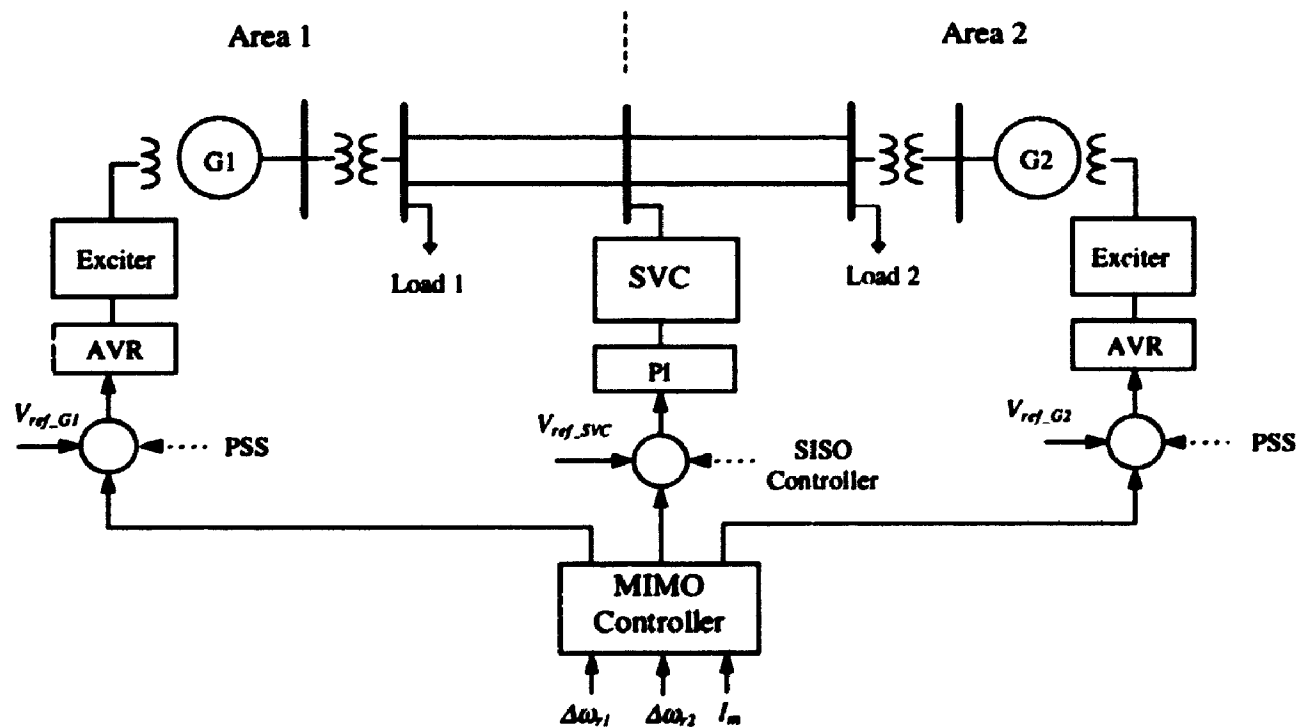 Area 1
Area 2
G1
G2
Exciter
Load 1
SVC
Load 2
Exciter
AVR
PI
AVR
V_ref_G1
PSS
V_ref_SVC
SISO
Controller
V_ref_G2
PSS
MIMO
Controller
Δω_r1
Δω_r2
I_m